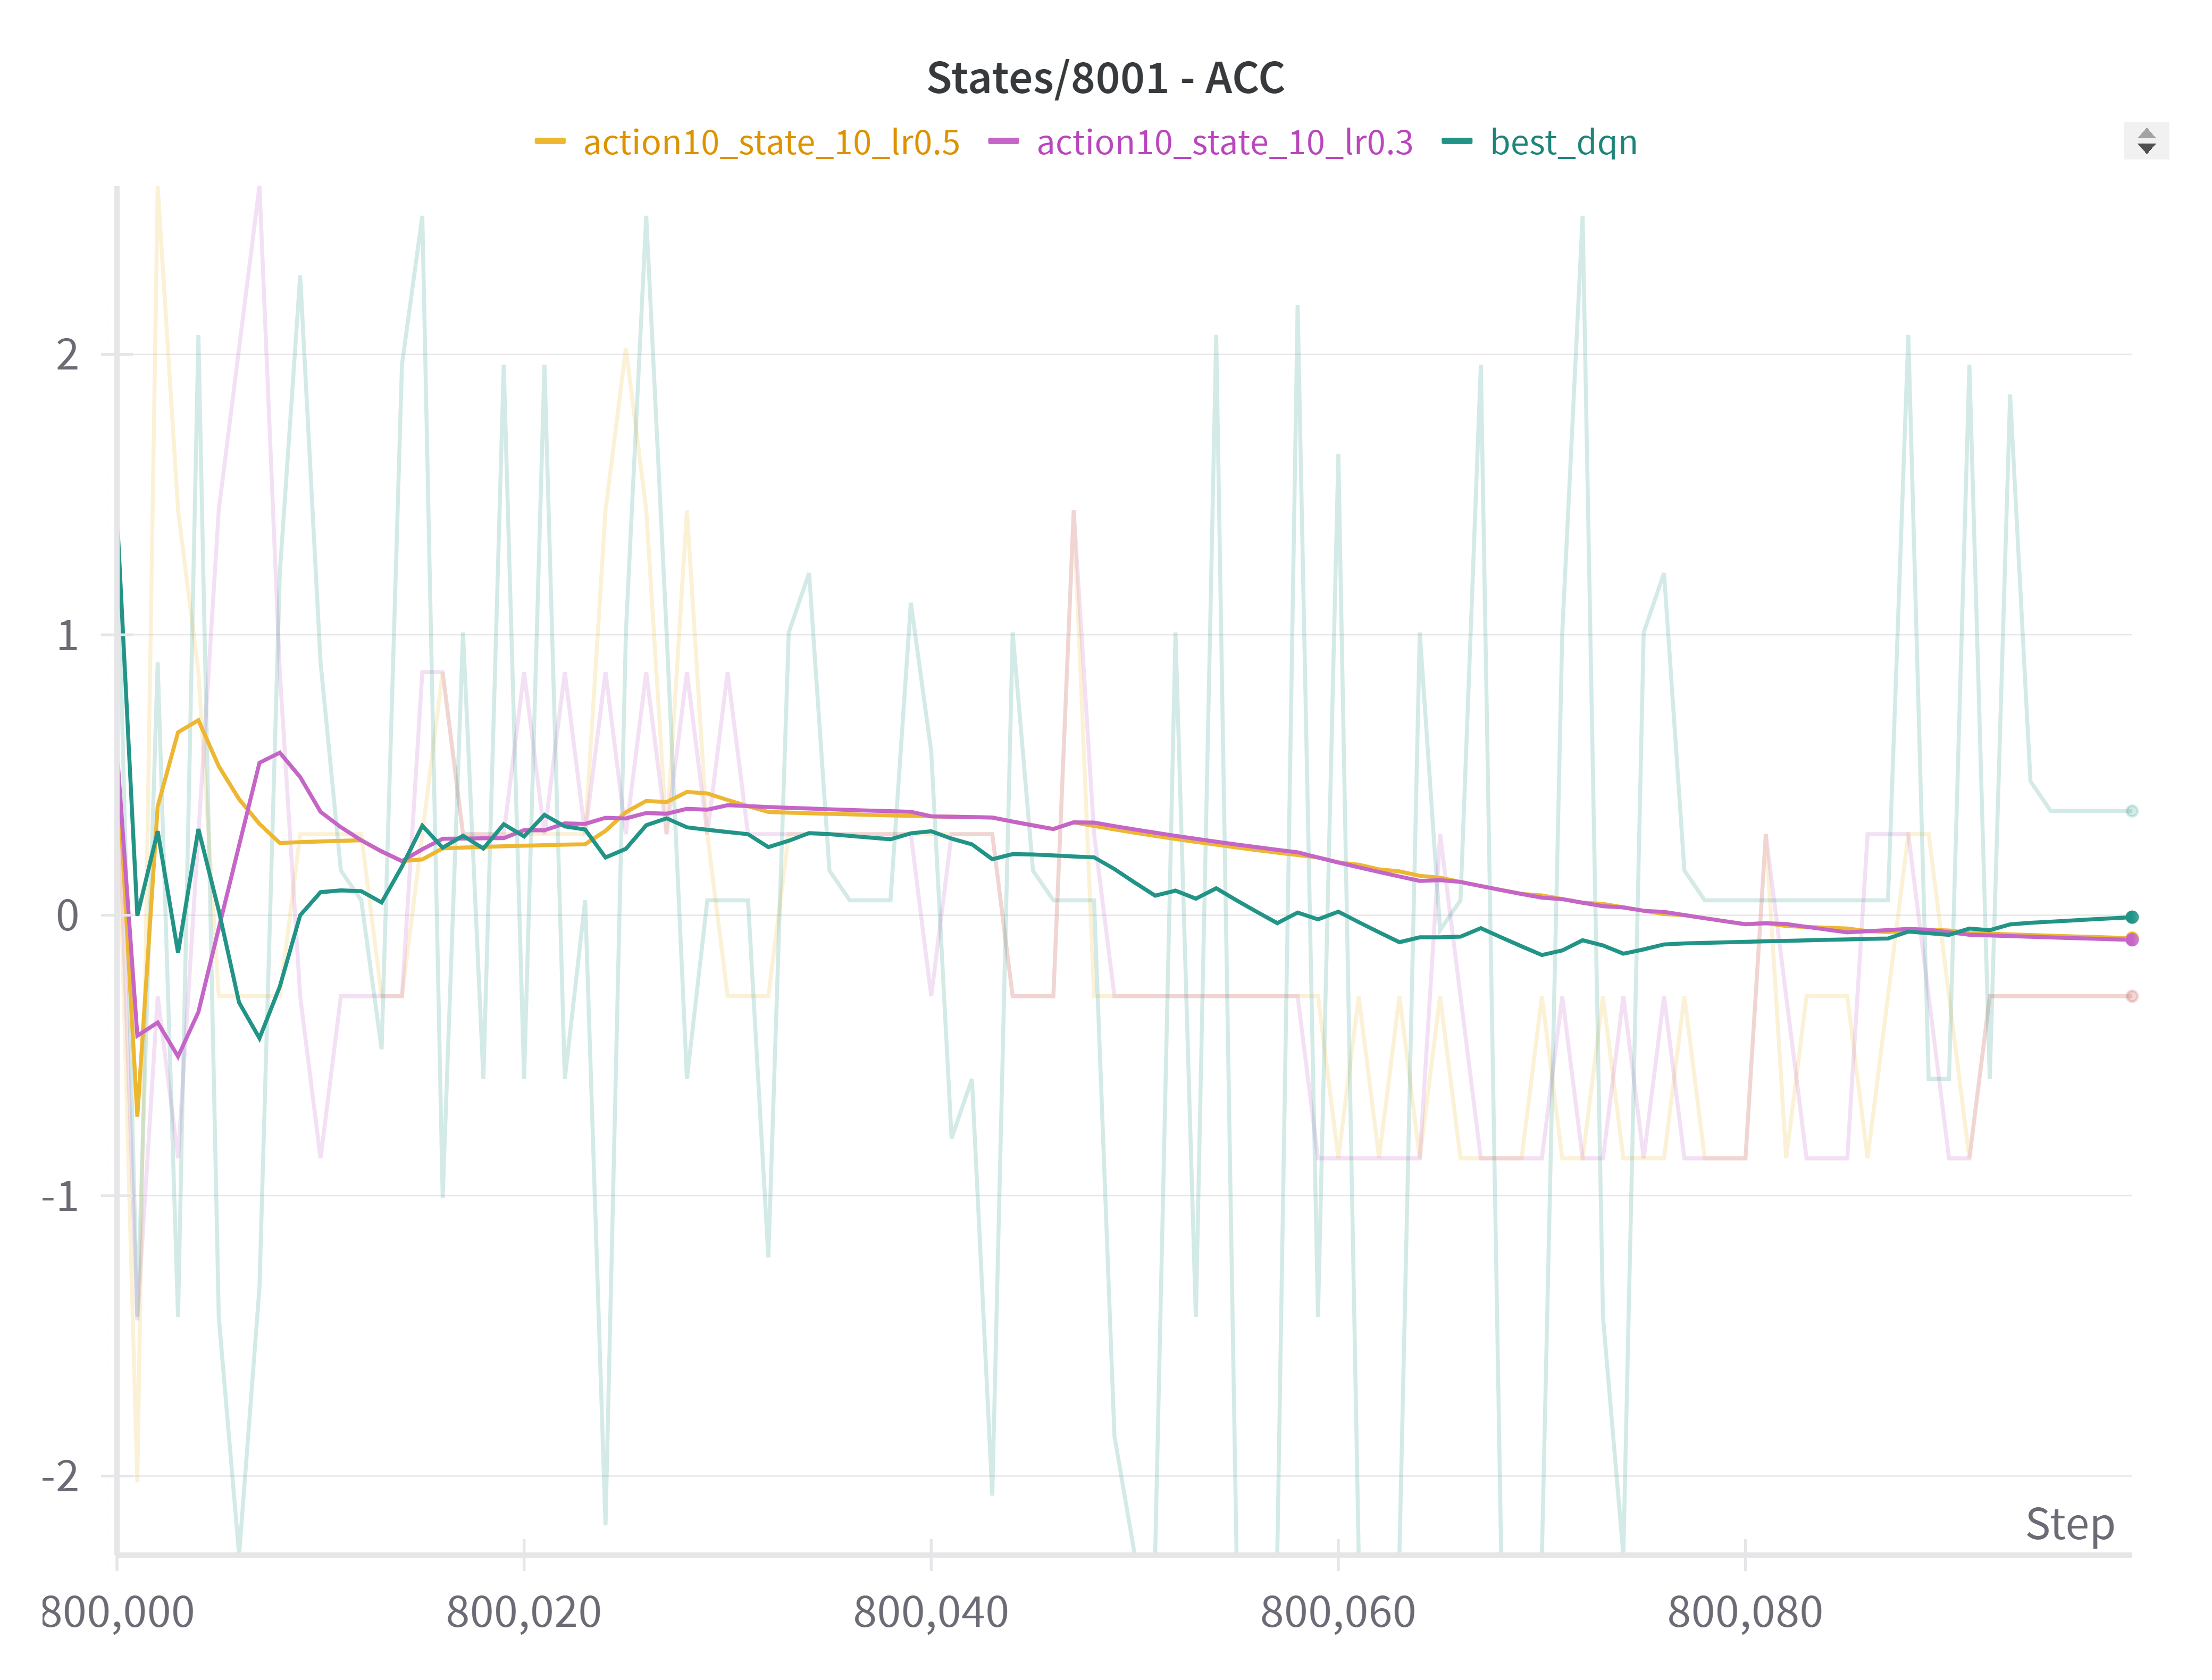 States/8001 - ACC
action10_state_10_lr0.5 action10_state_10_lr0.3 best_dqn
2
1
0
-1
-2
Step
800,000 800,020 800,040 800,060 800,080